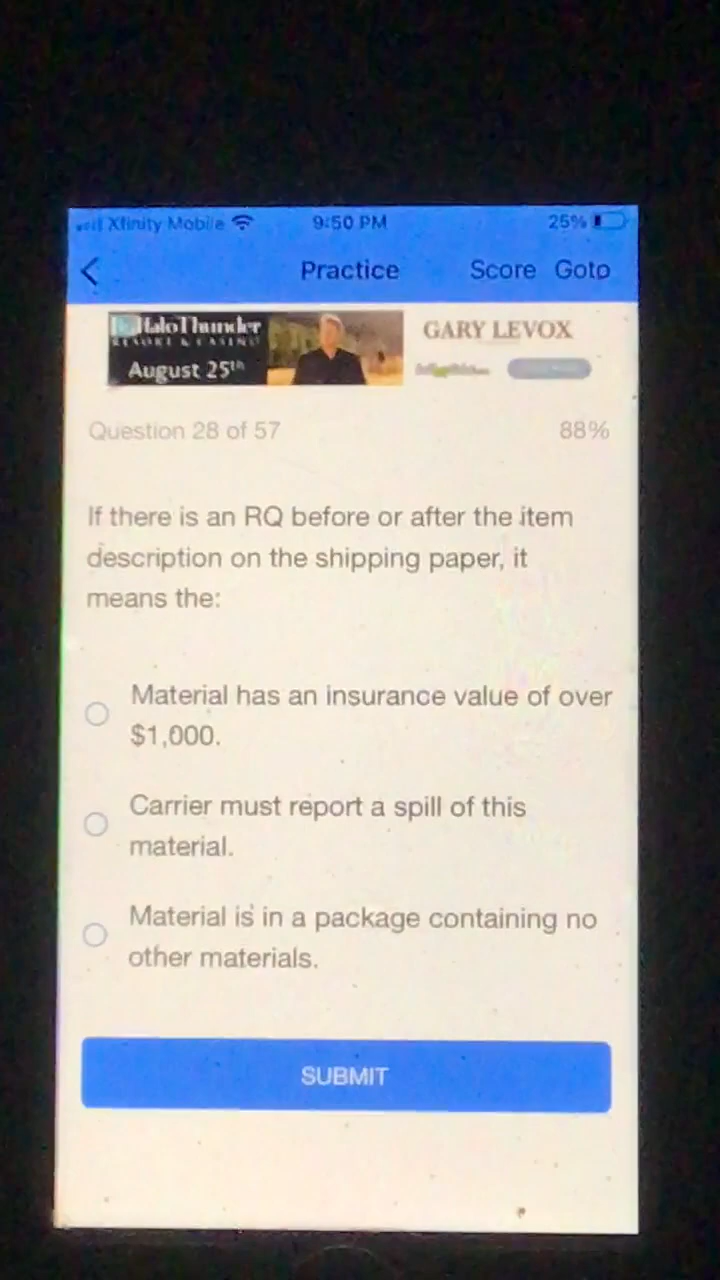 Xfinity Mobile 9:50 PM 25%
Practice Score Goto
August 25th
GARY LEVOX
Question 28 of 57 88%
If there is an RQ before or after the item
description on the shipping paper, it
means the:
Material has an insurance value of over
$1,000.
Carrier must report a spill of this
material.
Material is in a package containing no
other materials.
SUBMIT